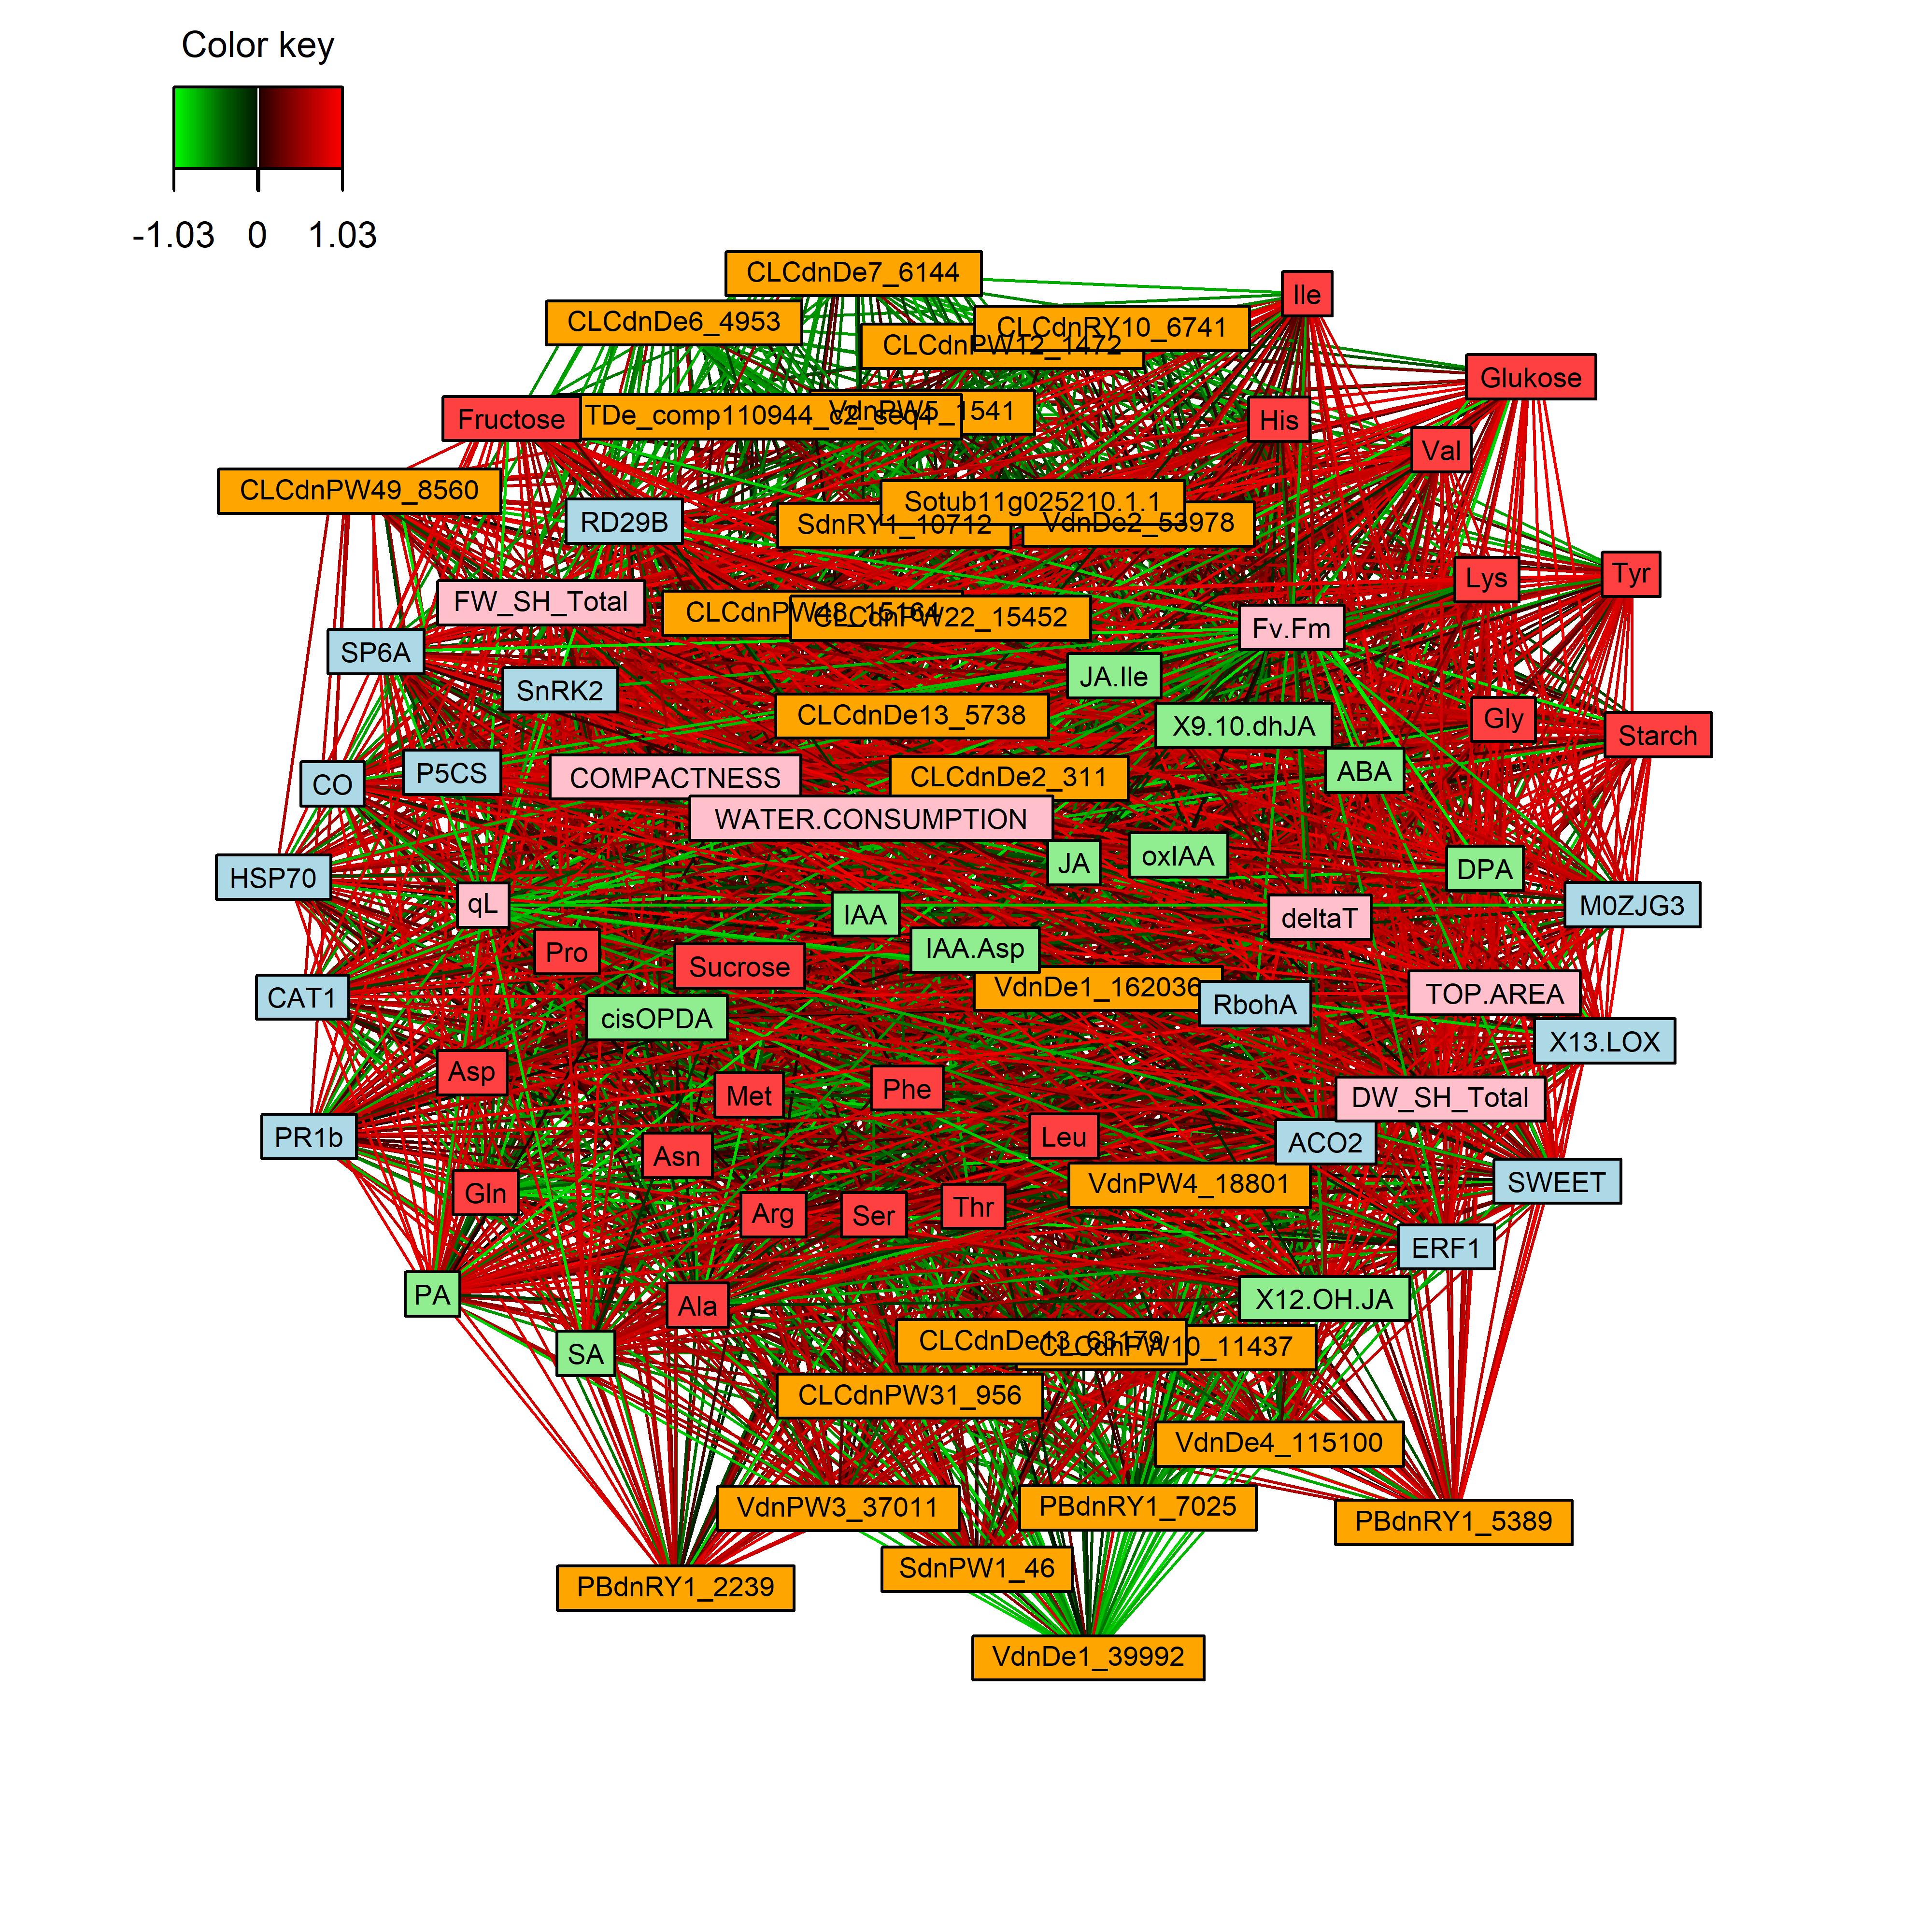 Color key
-1.03 0 1.03
CLCdnDe7_6144
Ile
CLCdnDe6_4953
CLCdnRY10_6741
CLCdnPW12_1472
Glukose
Fructose
TDe_comp110944_c2_seq4
VdnPW5_1541
His
Val
CLCdnPW49_8560
RD29B
Sotub11g025210.1.1
SdnRY1_10712
VdnDe2_53978
Lys
Tyr
FW_SH_Total
CLCdnPW48_15164
CLCdnPW22_15452
Fv.Fm
SP6A
SnRK2
JA.Ile
CLCdnDe13_5738
X9.10.dhJA
Gly
Starch
CO
P5CS
COMPACTNESS
CLCdnDe2_311
ABA
WATER.CONSUMPTION
JA
oxIAA
DPA
HSP70
qL
IAA
deltaT
M0ZJG3
Pro
Sucrose
IAA.Asp
CAT1
cisOPDA
VdnDe1_162036
RbohA
TOP.AREA
X13.LOX
Asp
Met
Phe
DW_SH_Total
PR1b
Asn
Leu
ACO2
Gln
VdnPW4_18801
SWEET
Arg
Ser
Thr
ERF1
PA
Ala
X12.OH.JA
SA
CLCdnDe13_63179
CLCdnPW10_11437
CLCdnPW31_956
VdnDe4_115100
VdnPW3_37011
PBdnRY1_7025
PBdnRY1_5389
PBdnRY1_2239
SdnPW1_46
VdnDe1_39992